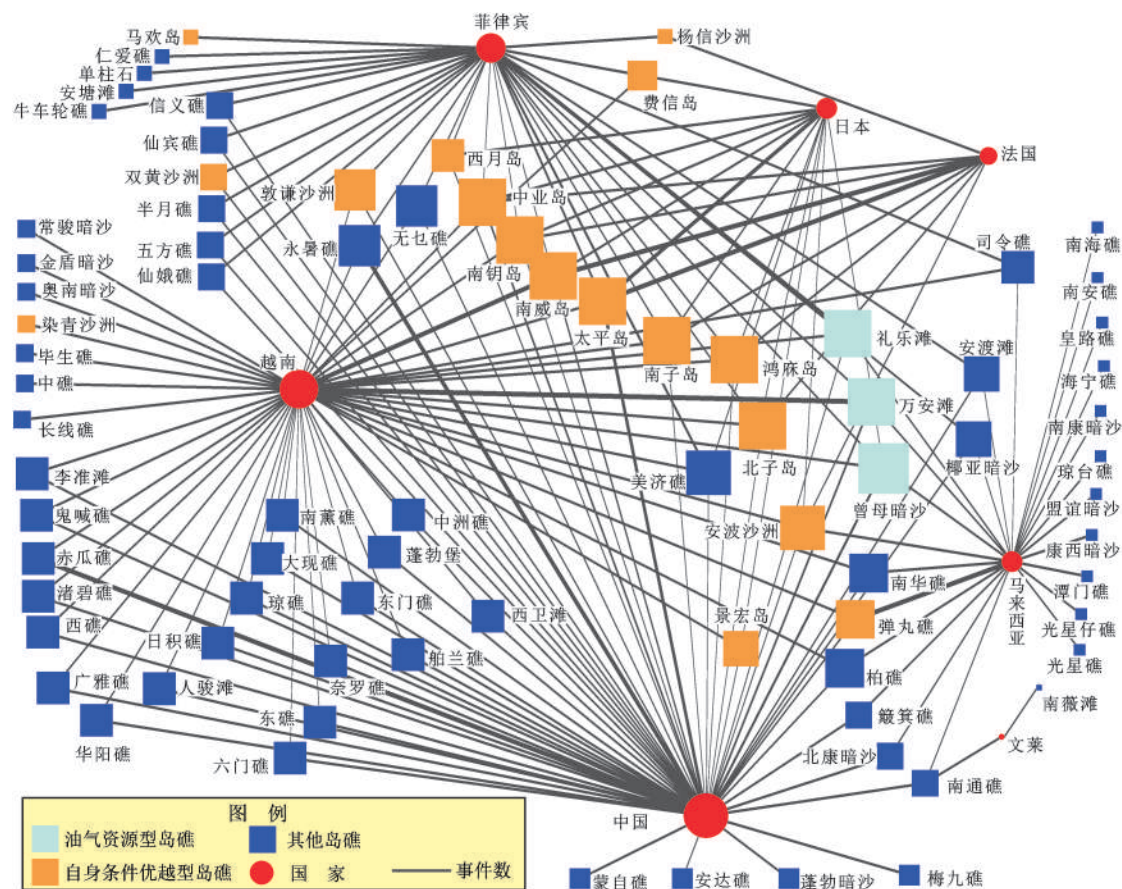 菲律宾
马欢岛
杨信沙洲
仁爱礁
单柱石
安塘滩
牛车轮礁
信义礁
费信岛
日本
仙宾礁
西月岛
法国
双黄沙洲
敦谦沙洲
中业岛
半月礁
无乜礁
常骏暗沙
永暑礁
司令礁
南海礁
五方礁
金盾暗沙
仙娥礁
南钥岛
南安礁
奥南暗沙
南威岛
染青沙洲
太平岛
礼乐滩
安渡滩
皇路礁
毕生礁
越南
南子岛
鸿庥岛
海宁礁
中礁
万安滩
长线礁
南康暗沙
北子岛
椰亚暗沙
琼台礁
李准滩
美济礁
曾母暗沙
盟谊暗沙
鬼喊礁
南薰礁
中洲礁
安波沙洲
康西暗沙
赤瓜礁
大现礁
蓬勃堡
南华礁
马来西亚
潭门礁
渚碧礁
琼礁
东门礁
西卫滩
景宏岛
弹丸礁
光星仔礁
西礁
日积礁
舶兰礁
光星礁
广雅礁
人骏滩
奈罗礁
柏礁
南薇滩
华阳礁
东礁
簸箕礁
文莱
六门礁
北康暗沙
南通礁
图 例
油气资源型岛礁
其他岛礁
自身条件优越型岛礁
国 家
事件数
中国
蒙自礁
安达礁
蓬勃暗沙
梅九礁